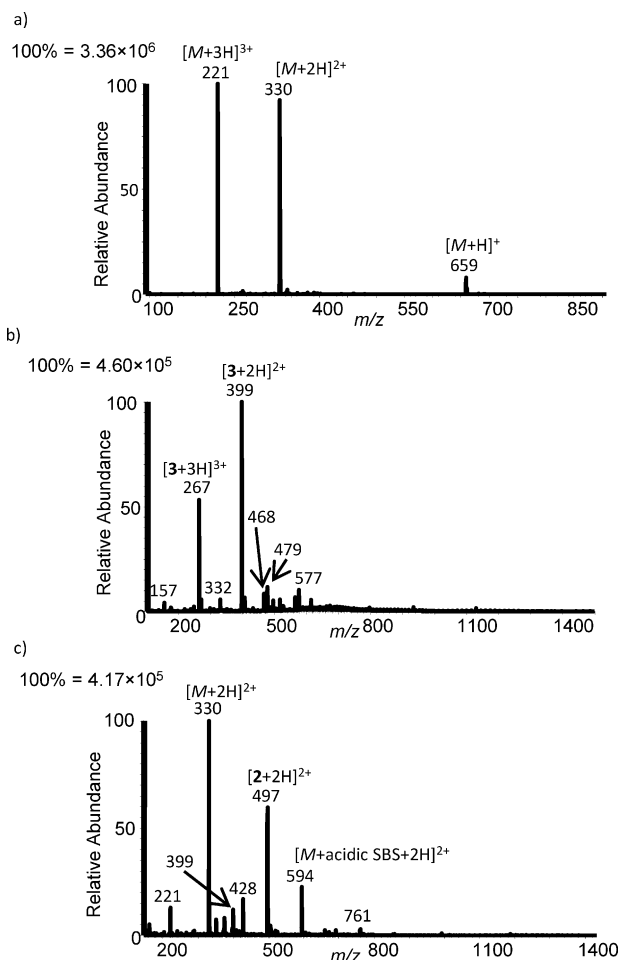 a)
100% = 3.36×10⁶
[M+3H]³⁺
221
[M+2H]²⁺
330
100
50
0
Relative Abundance
[M+H]⁺
659
100 250 400 550 700 850
m/z
b)
100% = 4.60×10⁵
[3+2H]²⁺
399
100
50
0
Relative Abundance
[3+3H]³⁺
267
468
479
157
332
577
200 500 800 1100 1400
m/z
c)
100% = 4.17×10⁵
[M+2H]²⁺
330
100
50
0
Relative Abundance
[2+2H]²⁺
497
[M+acidic SBS+2H]²⁺
594
399
221
428
761
200 500 800 1100 1400
m/z